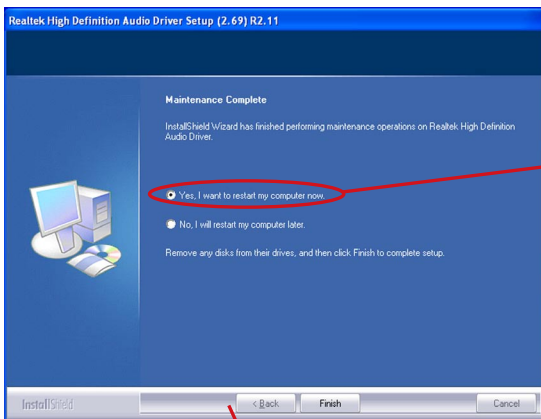 Realtek High Definition Audio Driver Setup (2.69) R2.11
Maintenance Complete
InstallShield Wizard has finished performing maintenance operations on Realtek High Definition
Audio Driver.
Yes, I want to restart my computer now.
No, I will restart my computer later.
Remove any disks from their drives, and then click Finish to complete setup.
InstallShield
< Back
Finish
Cancel